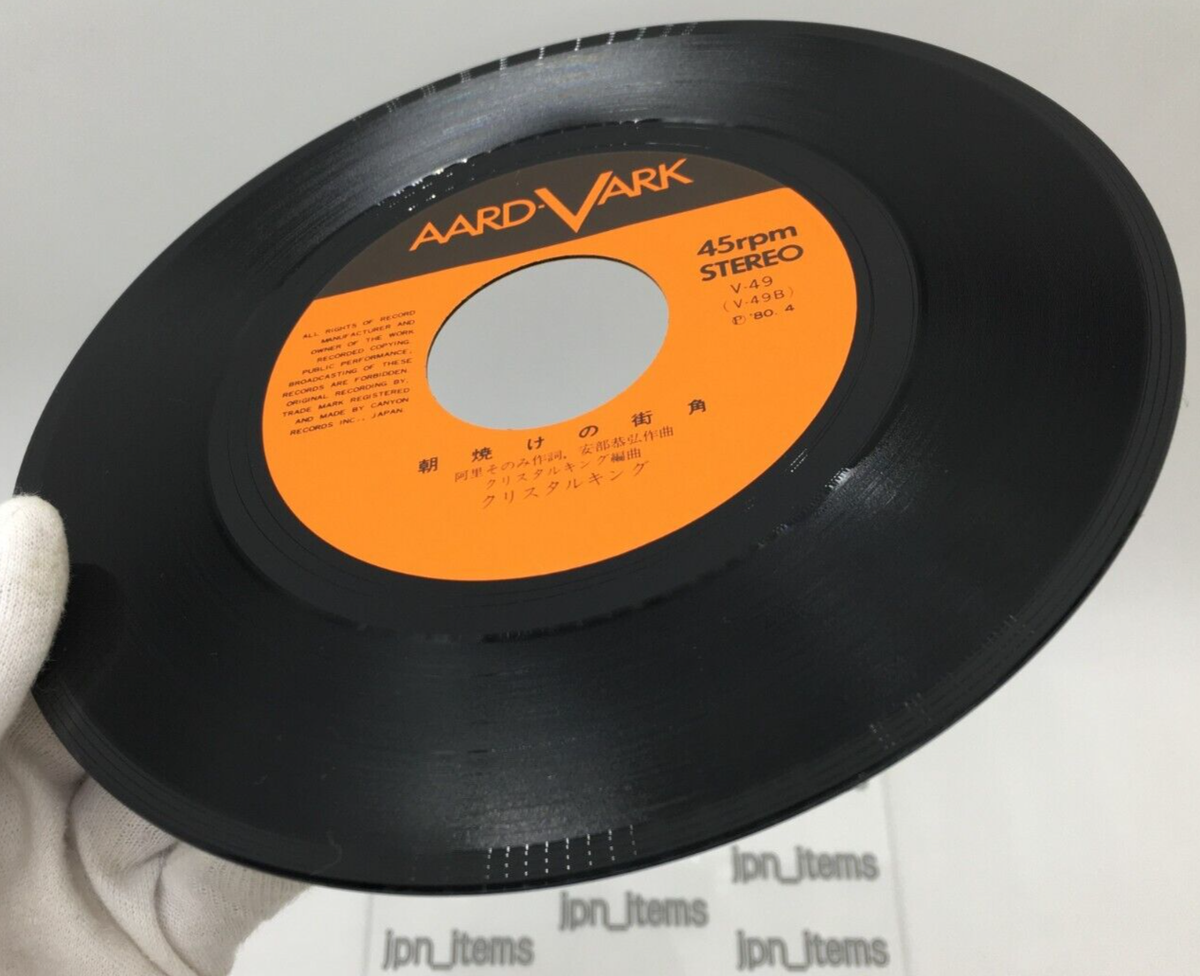 AARD-VARK
45rpm
STEREO
V-49
(V-49B)
Ⓟ '80. 4
ALL RIGHTS OF RECORD
MANUFACTURER AND
OWNER OF THE WORK
RECORDED COPYING,
PUBLIC PERFORMANCE,
BROADCASTING OF THESE
RECORDS ARE FORBIDDEN.
ORIGINAL RECORDING BY,
TRADE MARK REGISTERED
AND MADE BY CANYON
RECORDS INC., JAPAN.
朝焼けの街角
阿里そのみ作詞、安部恭弘作曲
クリスタルキング編曲
クリスタルキング
jpn_items
jpn_items
jpn_items
jpn_items